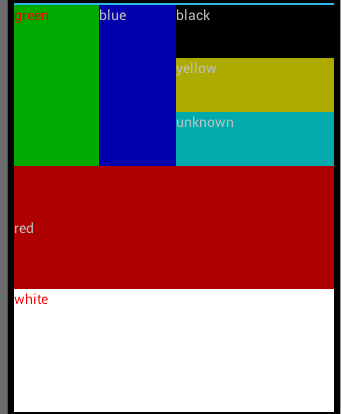 green
blue
black
yellow
unknown
red
white